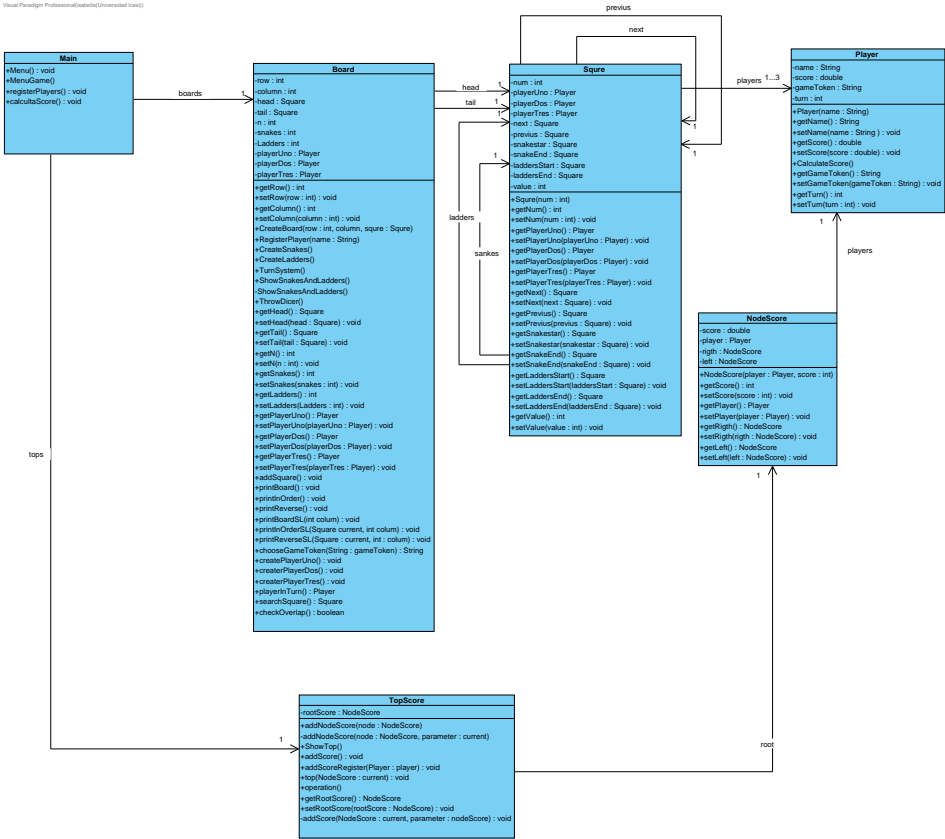 Visual Paradigm Professional(Isabella(Universidad Icesi))
previus
next
Main
+Menu() : void
+MenuGame()
+registerPlayers() : void
+calcultaScore() : void
boards
1
Board
-row : int
-column : int
-head : Square
-tail : Square
-n : int
-snakes : int
-Ladders : int
-playerUno : Player
-playerDos : Player
-playerTres : Player
+getRow() : int
+setRow(row : int) : void
+getColumn() : int
+setColumn(column : int) : void
+CreateBoard(row : int, column, squre : Squre)
+RegisterPlayer(name : String)
+CreateSnakes()
+CreateLadders()
+TurnSystem()
+ShowSnakesAndLadders()
-ShowSnakesAndLadders()
+ThrowDicer()
+getHead() : Square
+setHead(head : Square) : void
+getTail() : Square
+setTail(tail : Square) : void
+getN() : int
+setN(n : int) : void
+getSnakes() : int
+setSnakes(snakes : int) : void
+getLadders() : int
+setLadders(Ladders : int) : void
+getPlayerUno() : Player
+setPlayerUno(playerUno : Player) : void
+getPlayerDos() : Player
+setPlayerDos(playerDos : Player) : void
+getPlayerTres() : Player
+setPlayerTres(playerTres : Player) : void
+addSquare() : void
+printBoard() : void
+printInOrder() : void
+printReverse() : void
+printBoardSL(int colum) : void
+printInOrderSL(Square current, int colum) : void
+printReverseSL(Square : current, int : colum) : void
+chooseGameToken(String : gameToken) : String
+createPlayerUno() : void
+createrPlayerDos() : void
+createrPlayerTres() : void
+playerInTurn() : Player
+searchSquare() : Square
+checkOverlap() : boolean
head
1
tail
1
1
1
ladders
sankes
Squre
-num : int
-playerUno : Player
-playerDos : Player
-playerTres : Player
-next : Square
-previus : Square
-snakestar : Square
-snakeEnd : Square
-laddersStart : Square
-laddersEnd : Square
-value : int
+Squre(num : int)
+getNum() : int
+setNum(num : int) : void
+getPlayerUno() : Player
+setPlayerUno(playerUno : Player) : void
+getPlayerDos() : Player
+setPlayerDos(playerDos : Player) : void
+getPlayerTres() : Player
+setPlayerTres(playerTres : Player) : void
+getNext() : Square
+setNext(next : Square) : void
+getPrevius() : Square
+setPrevius(previus : Square) : void
+getSnakestar() : Square
+setSnakestar(snakestar : Square) : void
+getSnakeEnd() : Square
+setSnakeEnd(snakeEnd : Square) : void
+getLaddersStart() : Square
+setLaddersStart(laddersStart : Square) : void
+getLaddersEnd() : Square
+setLaddersEnd(laddersEnd : Square) : void
+getValue() : int
+setValue(value : int) : void
players
1...3
1
1
Player
-name : String
-score : double
-gameToken : String
-turn : int
+Player(name : String)
+getName() : String
+setName(name : String ) : void
+getScore() : double
+setScore(score : double) : void
+CalculateScore()
+getGameToken() : String
+setGameToken(gameToken : String) : void
+getTurn() : int
+setTurn(turn : int) : void
1
players
NodeScore
-score : double
-player : Player
-rigth : NodeScore
-left : NodeScore
+NodeScore(player : Player, score : int)
+getScore() : int
+setScore(score : int) : void
+getPlayer() : Player
+setPlayer(player : Player) : void
+getRigth() : NodeScore
+setRigth(rigth : NodeScore) : void
+getLeft() : NodeScore
+setLeft(left : NodeScore) : void
1
tops
1
TopScore
-rootScore : NodeScore
+addNodeScore(node : NodeScore)
-addNodeScore(node : NodeScore, parameter : current)
+ShowTop()
+addScore() : void
+addScoreRegister(Player : player) : void
+top(NodeScore : current) : void
+operation()
+getRootScore() : NodeScore
+setRootScore(rootScore : NodeScore) : void
-addScore(NodeScore : current, parameter : nodeScore) : void
root